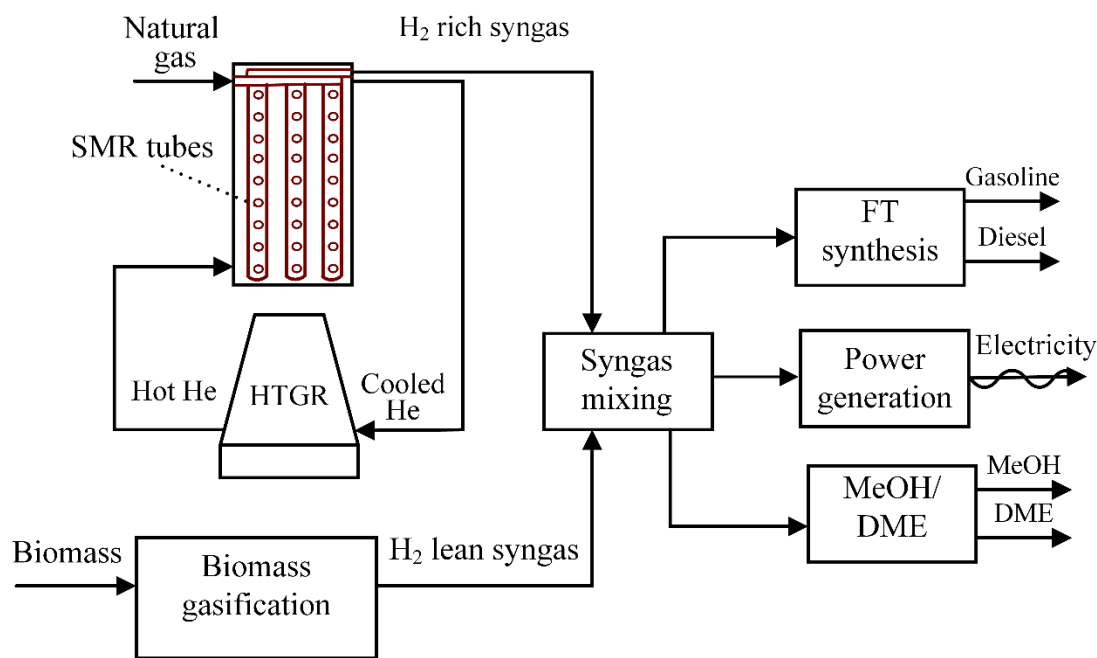 Natural
gas
H₂ rich syngas
SMR tubes
Hot He
HTGR
Cooled
He
Biomass
Biomass
gasification
H₂ lean syngas
Syngas
mixing
FT
synthesis
Gasoline
Diesel
Power
generation
Electricity
MeOH/
DME
MeOH
DME